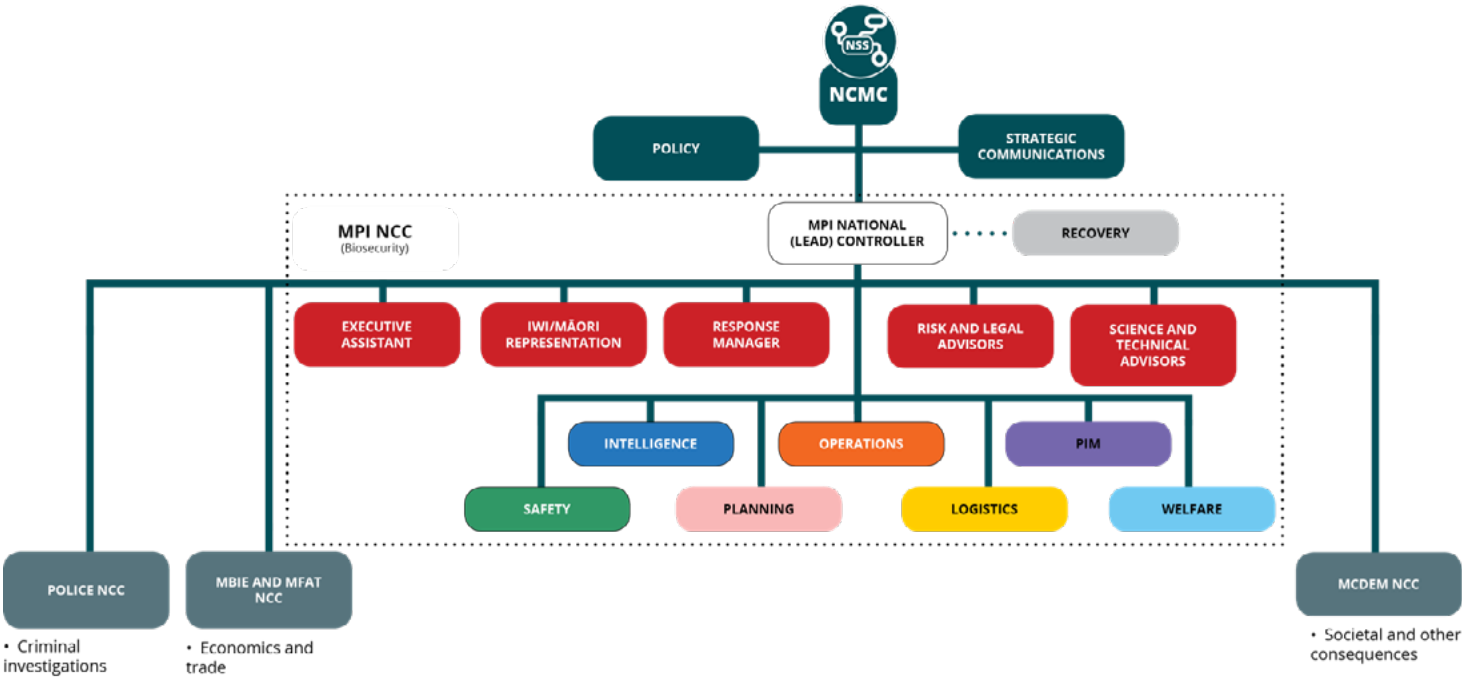 NSS
NCMC
POLICY
STRATEGIC
COMMUNICATIONS
MPI NCC
(Biosecurity)
MPI NATIONAL
(LEAD) CONTROLLER
RECOVERY
EXECUTIVE
ASSISTANT
IWI/MĀORI
REPRESENTATION
RESPONSE
MANAGER
RISK AND LEGAL
ADVISORS
SCIENCE AND
TECHNICAL
ADVISORS
INTELLIGENCE
OPERATIONS
PIM
SAFETY
PLANNING
LOGISTICS
WELFARE
POLICE NCC
• Criminal
investigations
MBIE AND MFAT
NCC
• Economics and
trade
MCDEM NCC
• Societal and other
consequences